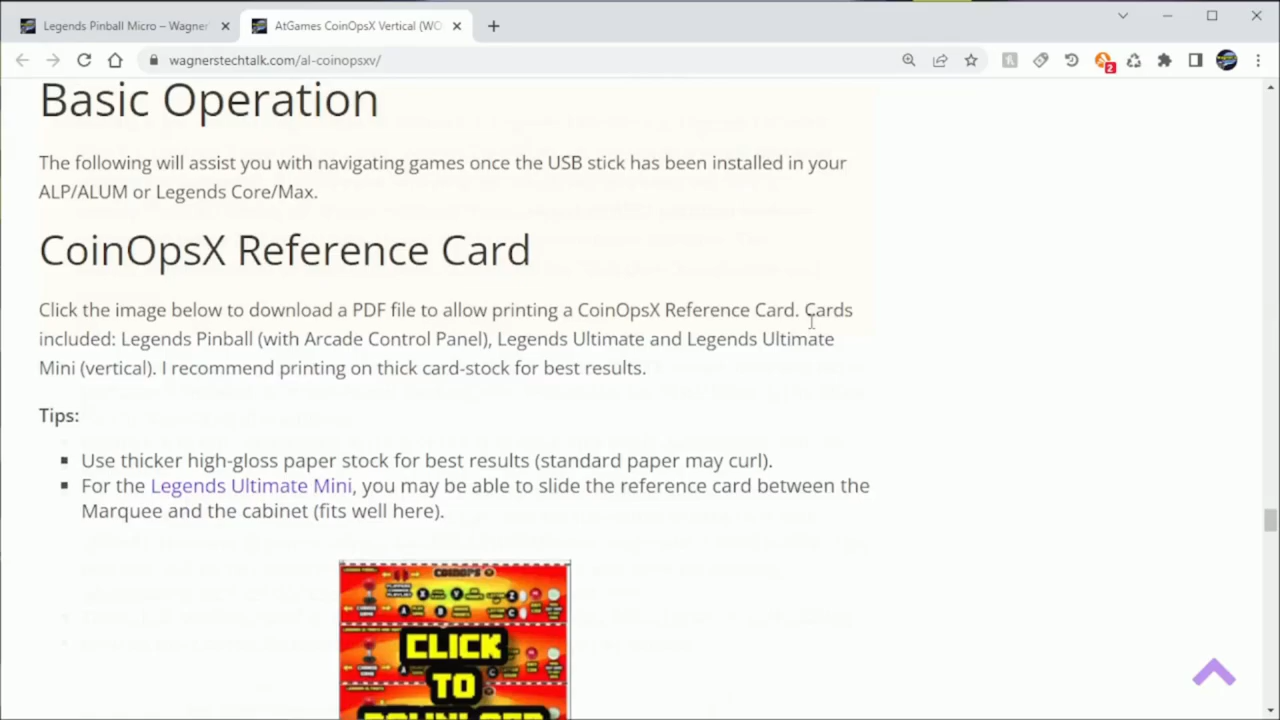 Legends Pinball Micro – Wagner
AtGames CoinOpsX Vertical (WO
wagnerstechtalk.com/al-coinopsxv/
2
Basic Operation
The following will assist you with navigating games once the USB stick has been installed in your
ALP/ALUM or Legends Core/Max.
CoinOpsX Reference Card
Click the image below to download a PDF file to allow printing a CoinOpsX Reference Card. Cards
included: Legends Pinball (with Arcade Control Panel), Legends Ultimate and Legends Ultimate
Mini (vertical). I recommend printing on thick card-stock for best results.
Tips:
Use thicker high-gloss paper stock for best results (standard paper may curl).
For the Legends Ultimate Mini, you may be able to slide the reference card between the
Marquee and the cabinet (fits well here).
COINOPS
X Y Z
A B C
CLICK
TO
DOWNLOAD